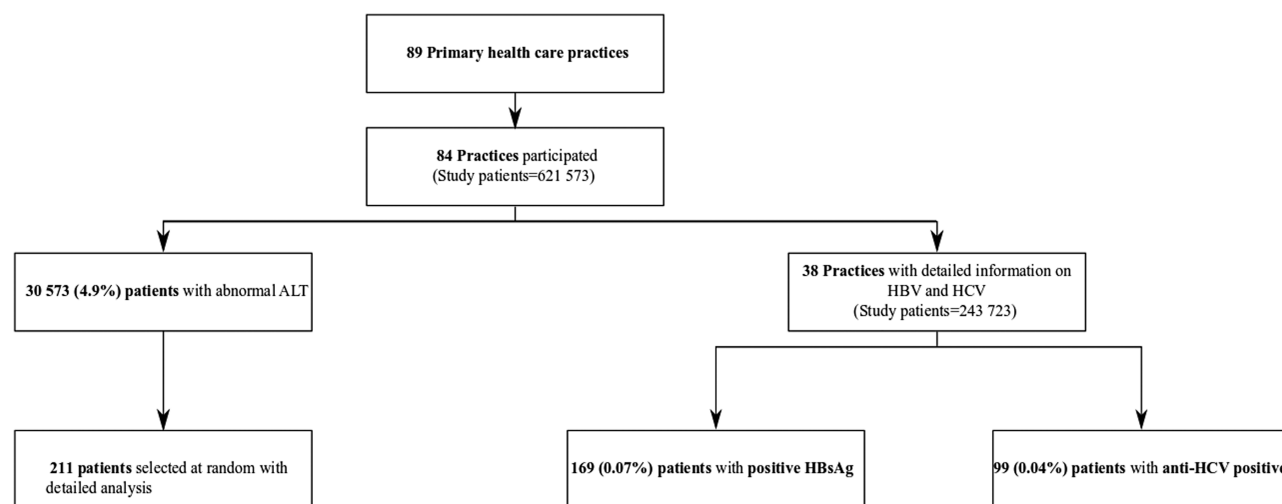 89 Primary health care practices
84 Practices participated
(Study patients=621 573)
30 573 (4.9%) patients with abnormal ALT
38 Practices with detailed information on
HBV and HCV
(Study patients=243 723)
211 patients selected at random with
detailed analysis
169 (0.07%) patients with positive HBsAg
99 (0.04%) patients with anti-HCV positive